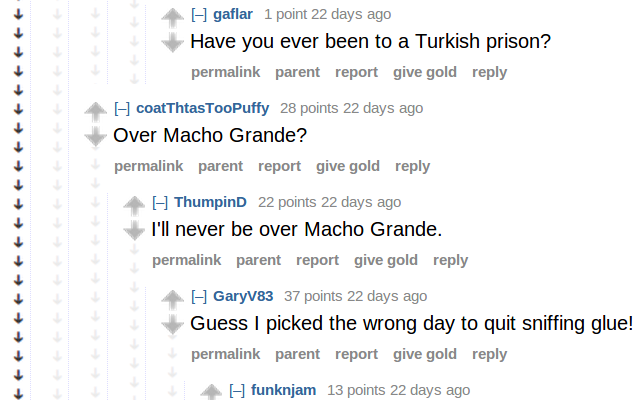 [–] gaflar 1 point 22 days ago
Have you ever been to a Turkish prison?
permalink parent report give gold reply
[–] coatThtasTooPuffy 28 points 22 days ago
Over Macho Grande?
permalink parent report give gold reply
[–] ThumpinD 22 points 22 days ago
I'll never be over Macho Grande.
permalink parent report give gold reply
[–] GaryV83 37 points 22 days ago
Guess I picked the wrong day to quit sniffing glue!
permalink parent report give gold reply
[–] funknjam 13 points 22 days ago